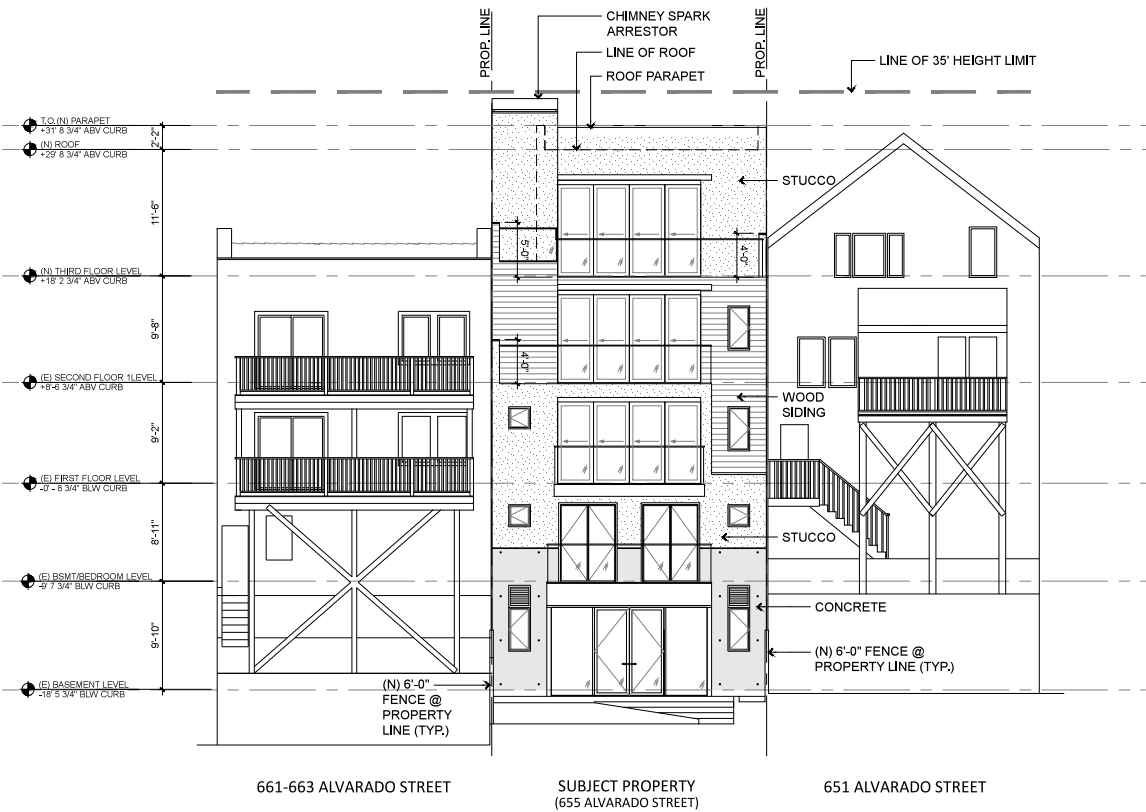 CHIMNEY SPARK
ARRESTOR
LINE OF ROOF
ROOF PARAPET
PROP. LINE
PROP. LINE
LINE OF 35' HEIGHT LIMIT
T.O.(N) PARAPET
+31' 8 3/4" ABV CURB
2'-2"
(N) ROOF
+29' 8 3/4" ABV CURB
STUCCO
11'-6"
5'-0"
4'-0"
(N) THIRD FLOOR LEVEL
+18' 2 3/4" ABV CURB
9'-8"
4'-0"
(E) SECOND FLOOR 1LEVEL
+8'-6 3/4" ABV CURB
WOOD
SIDING
9'-2"
(E) FIRST FLOOR LEVEL
-0' - 8 3/4" BLW CURB
8'-11"
STUCCO
(E) BSMT/BEDROOM LEVEL
-9' 7 3/4" BLW CURB
CONCRETE
9'-10"
(N) 6'-0" FENCE @
PROPERTY LINE (TYP.)
(E) BASEMENT LEVEL
-18' 5 3/4" BLW CURB
(N) 6'-0"
FENCE @
PROPERTY
LINE (TYP.)
661-663 ALVARADO STREET
SUBJECT PROPERTY
(655 ALVARADO STREET)
651 ALVARADO STREET